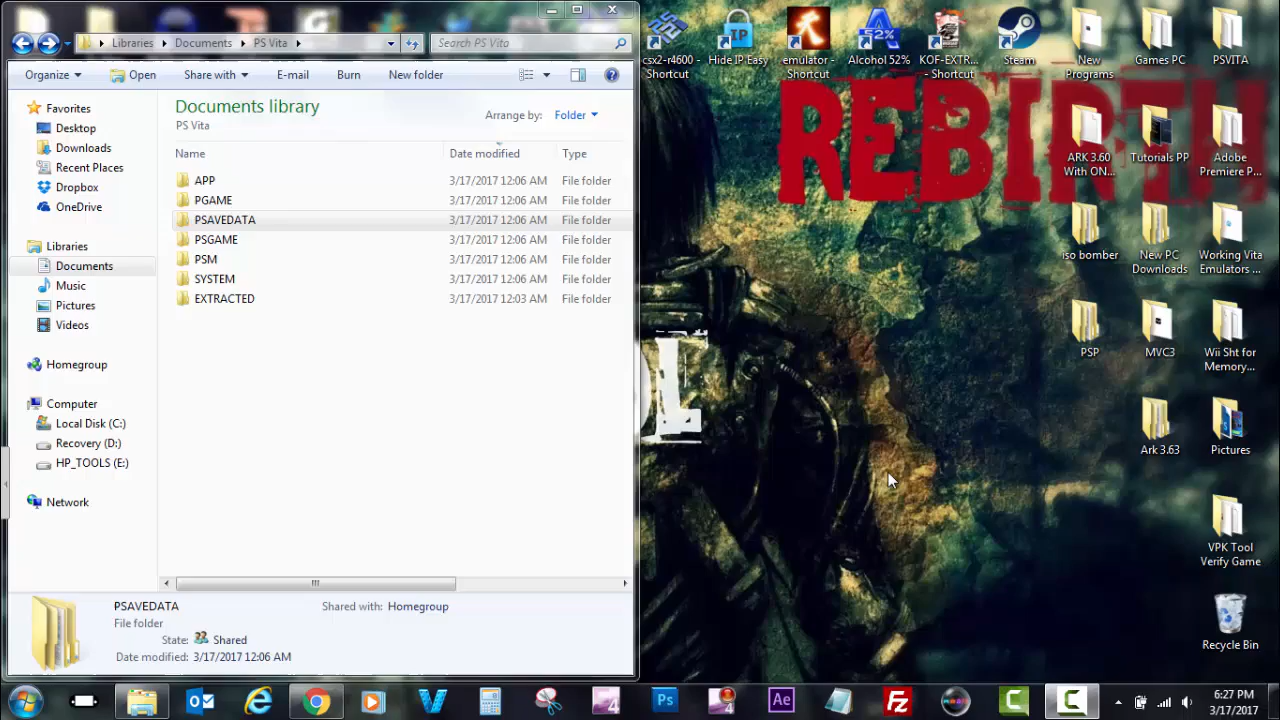 Libraries
Documents
PS Vita
Search PS Vita
Organize
Open
Share with
E-mail
Burn
New folder
Favorites
Desktop
Downloads
Recent Places
Dropbox
OneDrive
Libraries
Documents
Music
Pictures
Videos
Homegroup
Computer
Local Disk (C:)
Recovery (D:)
HP_TOOLS (E:)
Network
Documents library
PS Vita
Arrange by: Folder
Name Date modified Type
APP 3/17/2017 12:06 AM File folder
PGAME 3/17/2017 12:06 AM File folder
PSAVEDATA 3/17/2017 12:06 AM File folder
PSGAME 3/17/2017 12:06 AM File folder
PSM 3/17/2017 12:06 AM File folder
SYSTEM 3/17/2017 12:06 AM File folder
EXTRACTED 3/17/2017 12:03 AM File folder
PSAVEDATA Shared with: Homegroup
File folder
State: Shared
Date modified: 3/17/2017 12:06 AM
csx2-r4600 -
Shortcut
Hide IP Easy
emulator -
Shortcut
52%
Alcohol 52%
KOF-EXTR...
- Shortcut
Steam
New
Programs
Games PC
PSVITA
REBIRTH
ARK 3.60
With ON...
Tutorials PP
Adobe
Premiere P...
iso bomber
New PC
Downloads
Working Vita
Emulators ...
PSP
MVC3
Wii Sht for
Memory...
Ark 3.63
Pictures
VPK Tool
Verify Game
Recycle Bin
IP
L
Ps
Ae
Fz
6:27 PM
3/17/2017